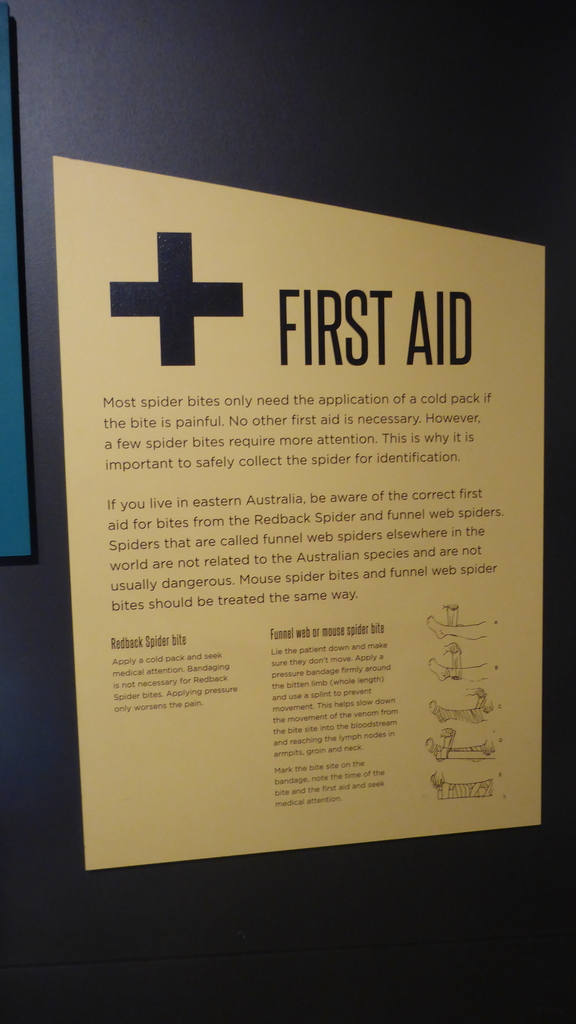 FIRST AID
Most spider bites only need the application of a cold pack if
the bite is painful. No other first aid is necessary. However,
a few spider bites require more attention. This is why it is
important to safely collect the spider for identification.
If you live in eastern Australia, be aware of the correct first
aid for bites from the Redback Spider and funnel web spiders.
Spiders that are called funnel web spiders elsewhere in the
world are not related to the Australian species and are not
usually dangerous. Mouse spider bites and funnel web spider
bites should be treated the same way.
Redback Spider bite
Apply a cold pack and seek
medical attention. Bandaging
is not necessary for Redback
Spider bites. Applying pressure
only worsens the pain.
Funnel web or mouse spider bite
Lie the patient down and make
sure they don't move. Apply a
pressure bandage firmly around
the bitten limb (whole length)
and use a splint to prevent
movement. This helps slow down
the movement of the venom from
the bite site into the bloodstream
and reaching the lymph nodes in
armpits, groin and neck.
Mark the bite site on the
bandage, note the time of the
bite and the first aid and seek
medical attention.